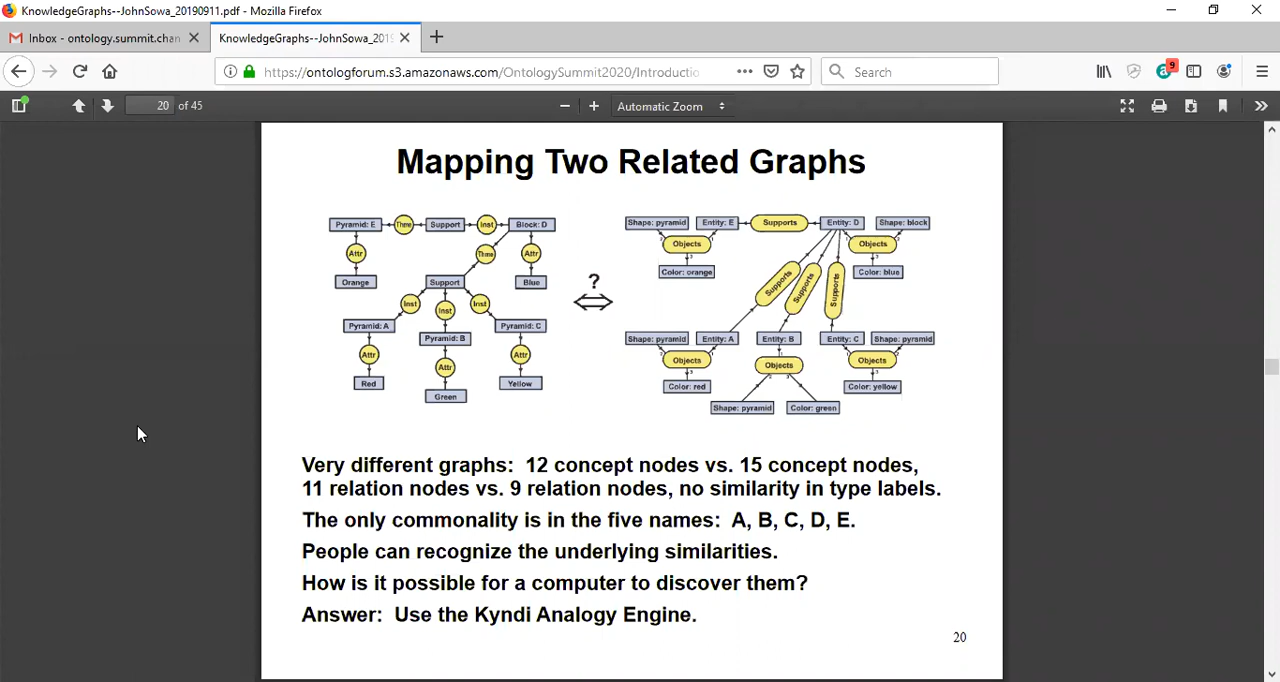 KnowledgeGraphs--JohnSowa_20190911.pdf - Mozilla Firefox
Inbox - ontology.summit.chan
KnowledgeGraphs--JohnSowa_201
https://ontologforum.s3.amazonaws.com/OntologySummit2020/Introductio
Search
9
20 of 45
Automatic Zoom
Mapping Two Related Graphs
Pyramid: E Thme Support Inst Block: D
Attr Thme Attr
Orange Support Blue
Inst Inst Inst
Pyramid: A Pyramid: B Pyramid: C
Attr Attr Attr
Red Green Yellow
?
Shape: pyramid Entity: E Supports Entity: D Shape: block
Objects Objects
Color: orange Color: blue
Supports Supports Supports
Shape: pyramid Entity: A Entity: B Entity: C Shape: pyramid
Objects Objects Objects
Color: red Color: yellow
Shape: pyramid Color: green
Very different graphs: 12 concept nodes vs. 15 concept nodes,
11 relation nodes vs. 9 relation nodes, no similarity in type labels.
The only commonality is in the five names: A, B, C, D, E.
People can recognize the underlying similarities.
How is it possible for a computer to discover them?
Answer: Use the Kyndi Analogy Engine.
20